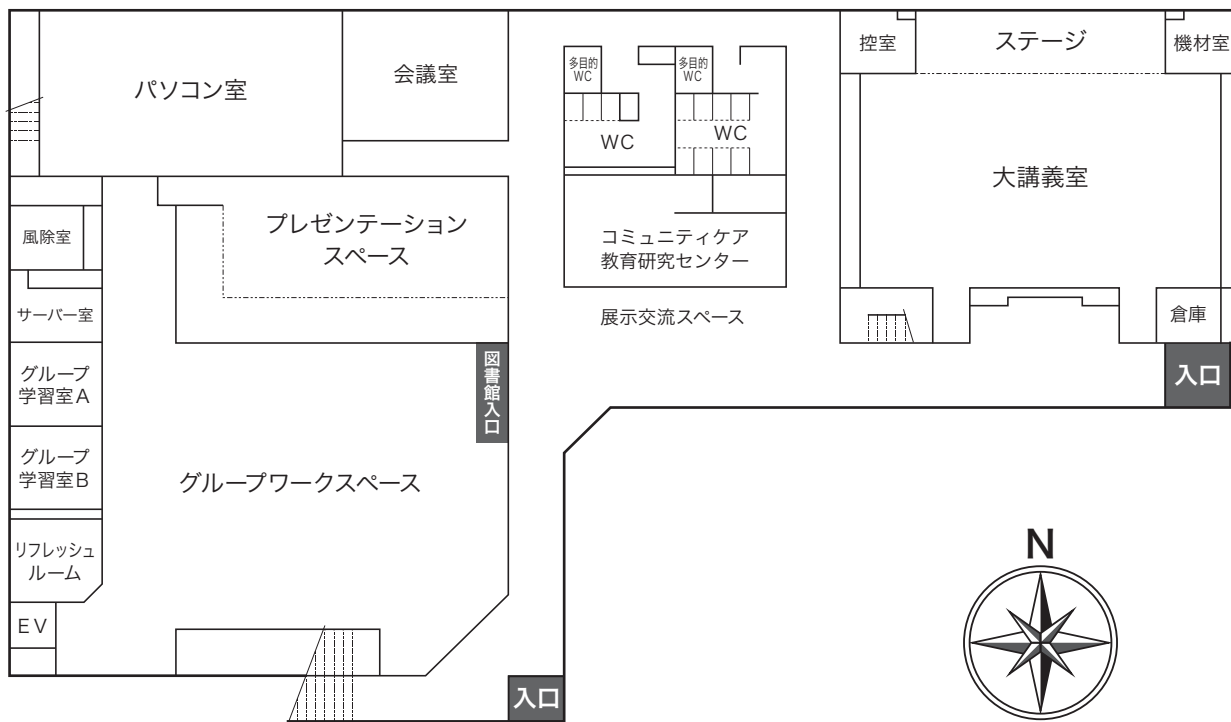 パソコン室
会議室
多目的
WC
WC
多目的
WC
WC
控室
ステージ
機材室
大講義室
風除室
プレゼンテーション
スペース
コミュニティケア
教育研究センター
サーバー室
展示交流スペース
倉庫
グループ
学習室A
図書館入口
入口
グループ
学習室B
グループワークスペース
リフレッシュ
ルーム
EV
入口
N